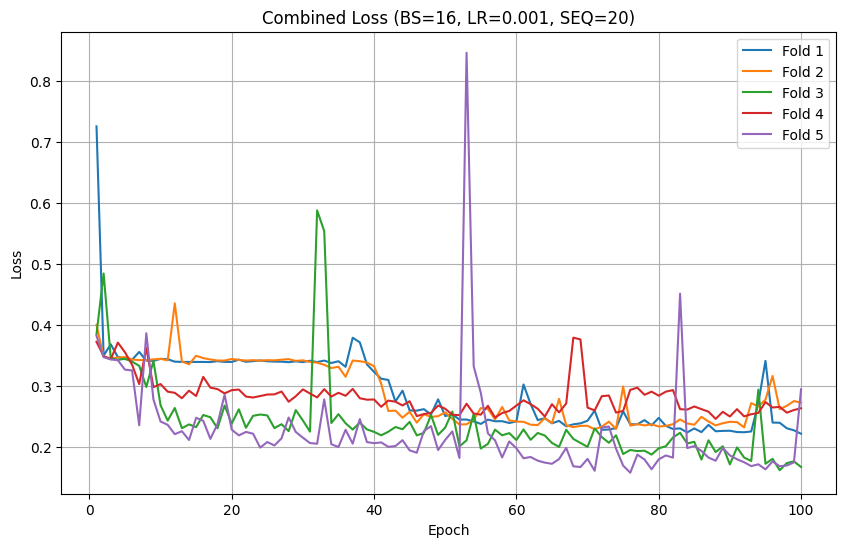 Combined Loss (BS=16, LR=0.001, SEQ=20)
Fold 1
Fold 2
Fold 3
Fold 4
Fold 5
Loss
0.8
0.7
0.6
0.5
0.4
0.3
0.2
0 20 40 60 80 100
Epoch